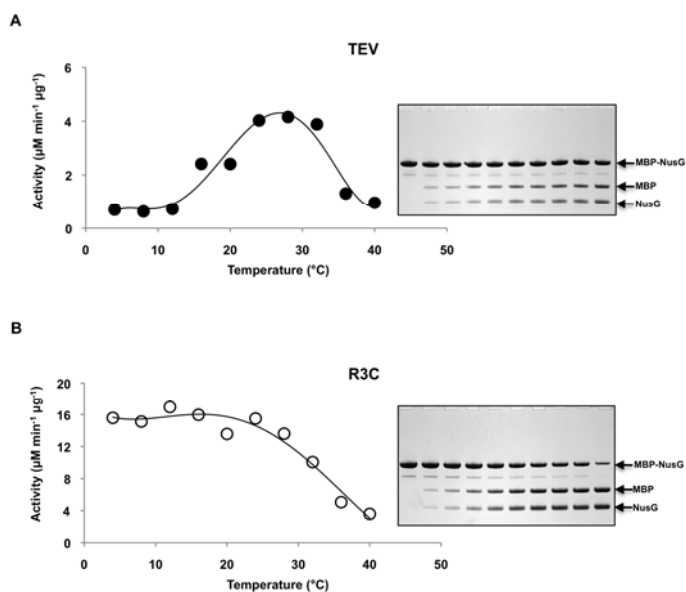 A
TEV
Activity (µM min⁻¹ µg⁻¹)
6
4
2
0
0 10 20 30 40 50
Temperature (°C)
MBP-NusG
MBP
NusG
B
R3C
Activity (µM min⁻¹ µg⁻¹)
20
16
12
8
4
0
0 10 20 30 40 50
Temperature (°C)
MBP-NusG
MBP
NusG